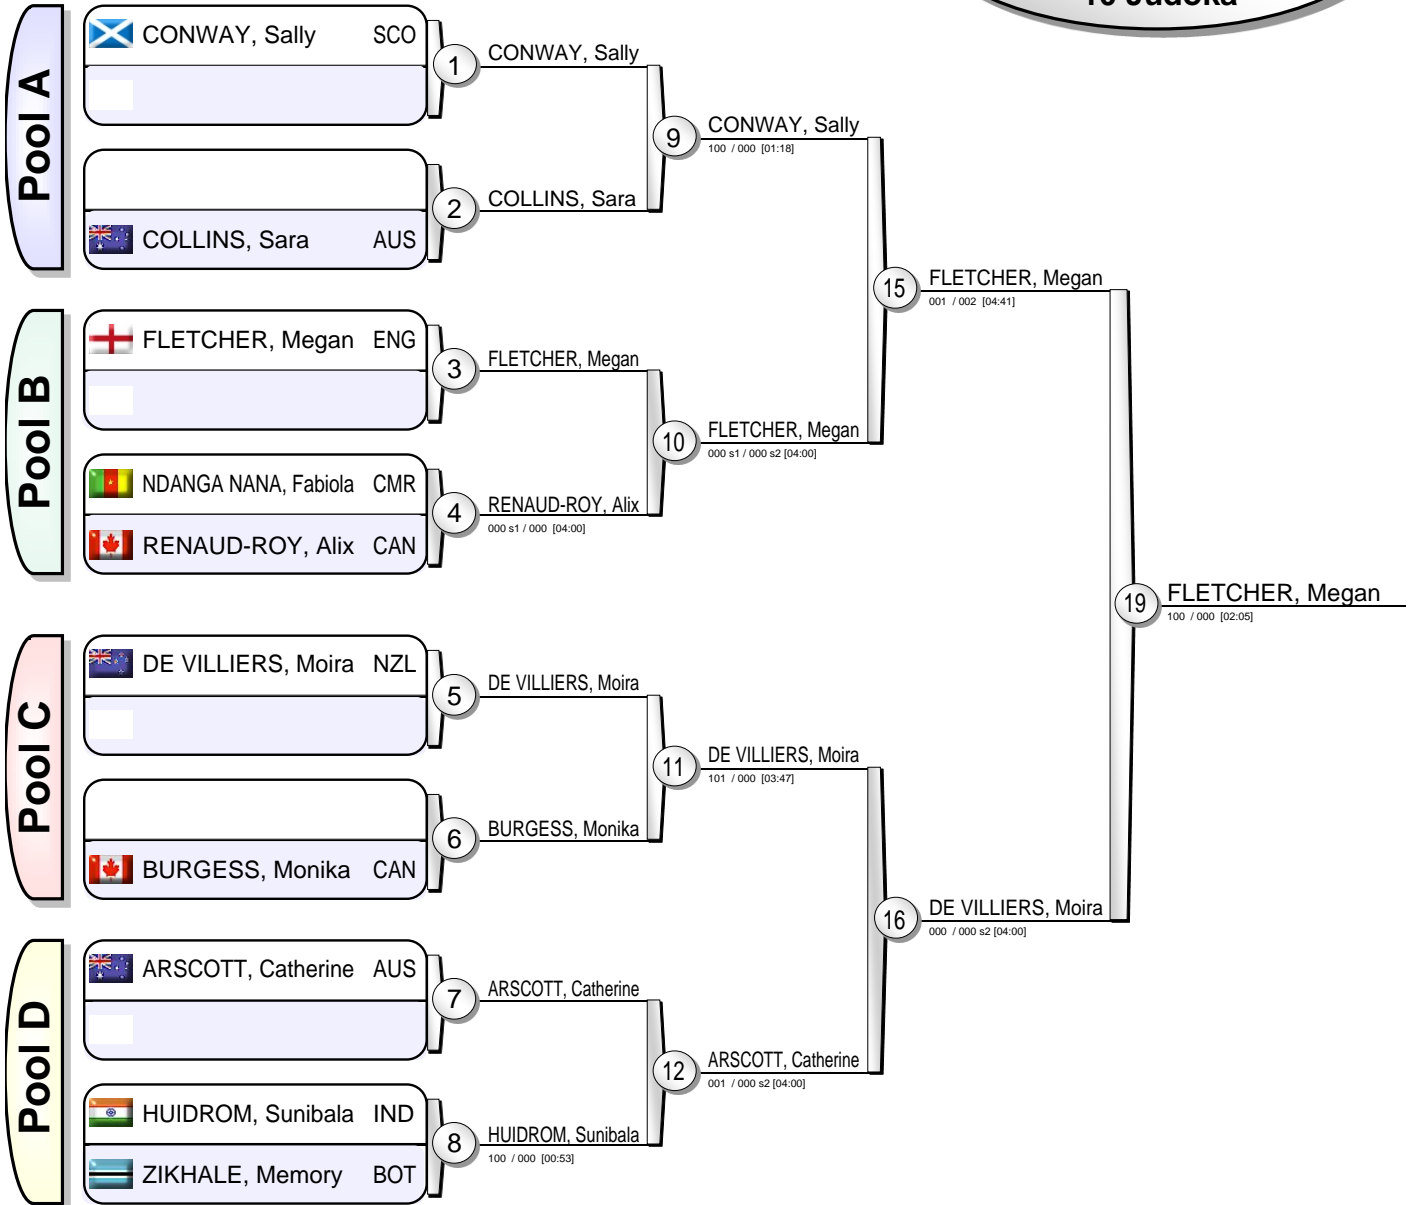 10 Judoka
Pool A
CONWAY, Sally SCO
1
CONWAY, Sally
COLLINS, Sara AUS
2
COLLINS, Sara
9
CONWAY, Sally
100 / 000 [01:18]
Pool B
FLETCHER, Megan ENG
3
FLETCHER, Megan
NDANGA NANA, Fabiola CMR
RENAUD-ROY, Alix CAN
4
RENAUD-ROY, Alix
000 s1 / 000 [04:00]
10
FLETCHER, Megan
000 s1 / 000 s2 [04:00]
15
FLETCHER, Megan
001 / 002 [04:41]
Pool C
DE VILLIERS, Moira NZL
5
DE VILLIERS, Moira
BURGESS, Monika CAN
6
BURGESS, Monika
11
DE VILLIERS, Moira
101 / 000 [03:47]
Pool D
ARSCOTT, Catherine AUS
7
ARSCOTT, Catherine
HUIDROM, Sunibala IND
ZIKHALE, Memory BOT
8
HUIDROM, Sunibala
100 / 000 [00:53]
12
ARSCOTT, Catherine
001 / 000 s2 [04:00]
16
DE VILLIERS, Moira
000 / 000 s2 [04:00]
19
FLETCHER, Megan
100 / 000 [02:05]